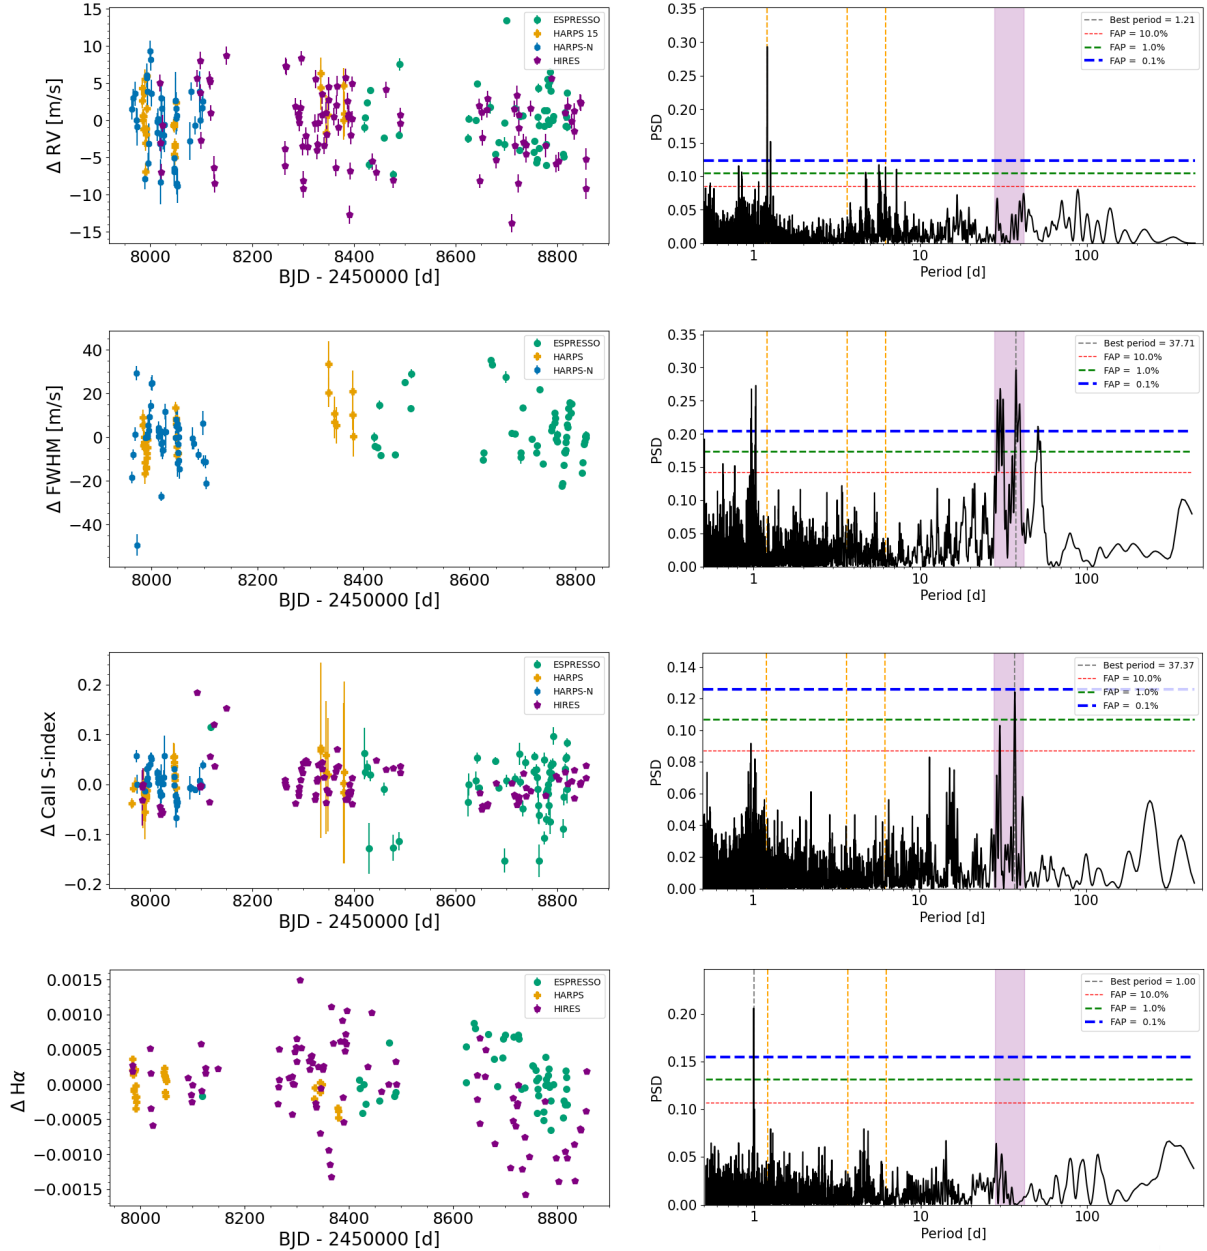 15
10
5
0
−5
−10
−15
Δ RV [m/s]
8000 8200 8400 8600 8800
BJD - 2450000 [d]
ESPRESSO
HARPS 15
HARPS-N
HIRES
0.35
0.30
0.25
0.20
0.15
0.10
0.05
0.00
PSD
1 10 100
Period [d]
Best period = 1.21
FAP = 10.0%
FAP = 1.0%
FAP = 0.1%
40
20
0
−20
−40
Δ FWHM [m/s]
8000 8200 8400 8600 8800
BJD - 2450000 [d]
ESPRESSO
HARPS
HARPS-N
0.35
0.30
0.25
0.20
0.15
0.10
0.05
0.00
PSD
1 10 100
Period [d]
Best period = 37.71
FAP = 10.0%
FAP = 1.0%
FAP = 0.1%
0.2
0.1
0.0
−0.1
−0.2
Δ CaII S-index
8000 8200 8400 8600 8800
BJD - 2450000 [d]
ESPRESSO
HARPS
HARPS-N
HIRES
0.14
0.12
0.10
0.08
0.06
0.04
0.02
0.00
PSD
1 10 100
Period [d]
Best period = 37.37
FAP = 10.0%
FAP = 1.0%
FAP = 0.1%
0.0015
0.0010
0.0005
0.0000
−0.0005
−0.0010
−0.0015
Δ Hα
8000 8200 8400 8600 8800
BJD - 2450000 [d]
ESPRESSO
HARPS
HIRES
0.20
0.15
0.10
0.05
0.00
PSD
1 10 100
Period [d]
Best period = 1.00
FAP = 10.0%
FAP = 1.0%
FAP = 0.1%